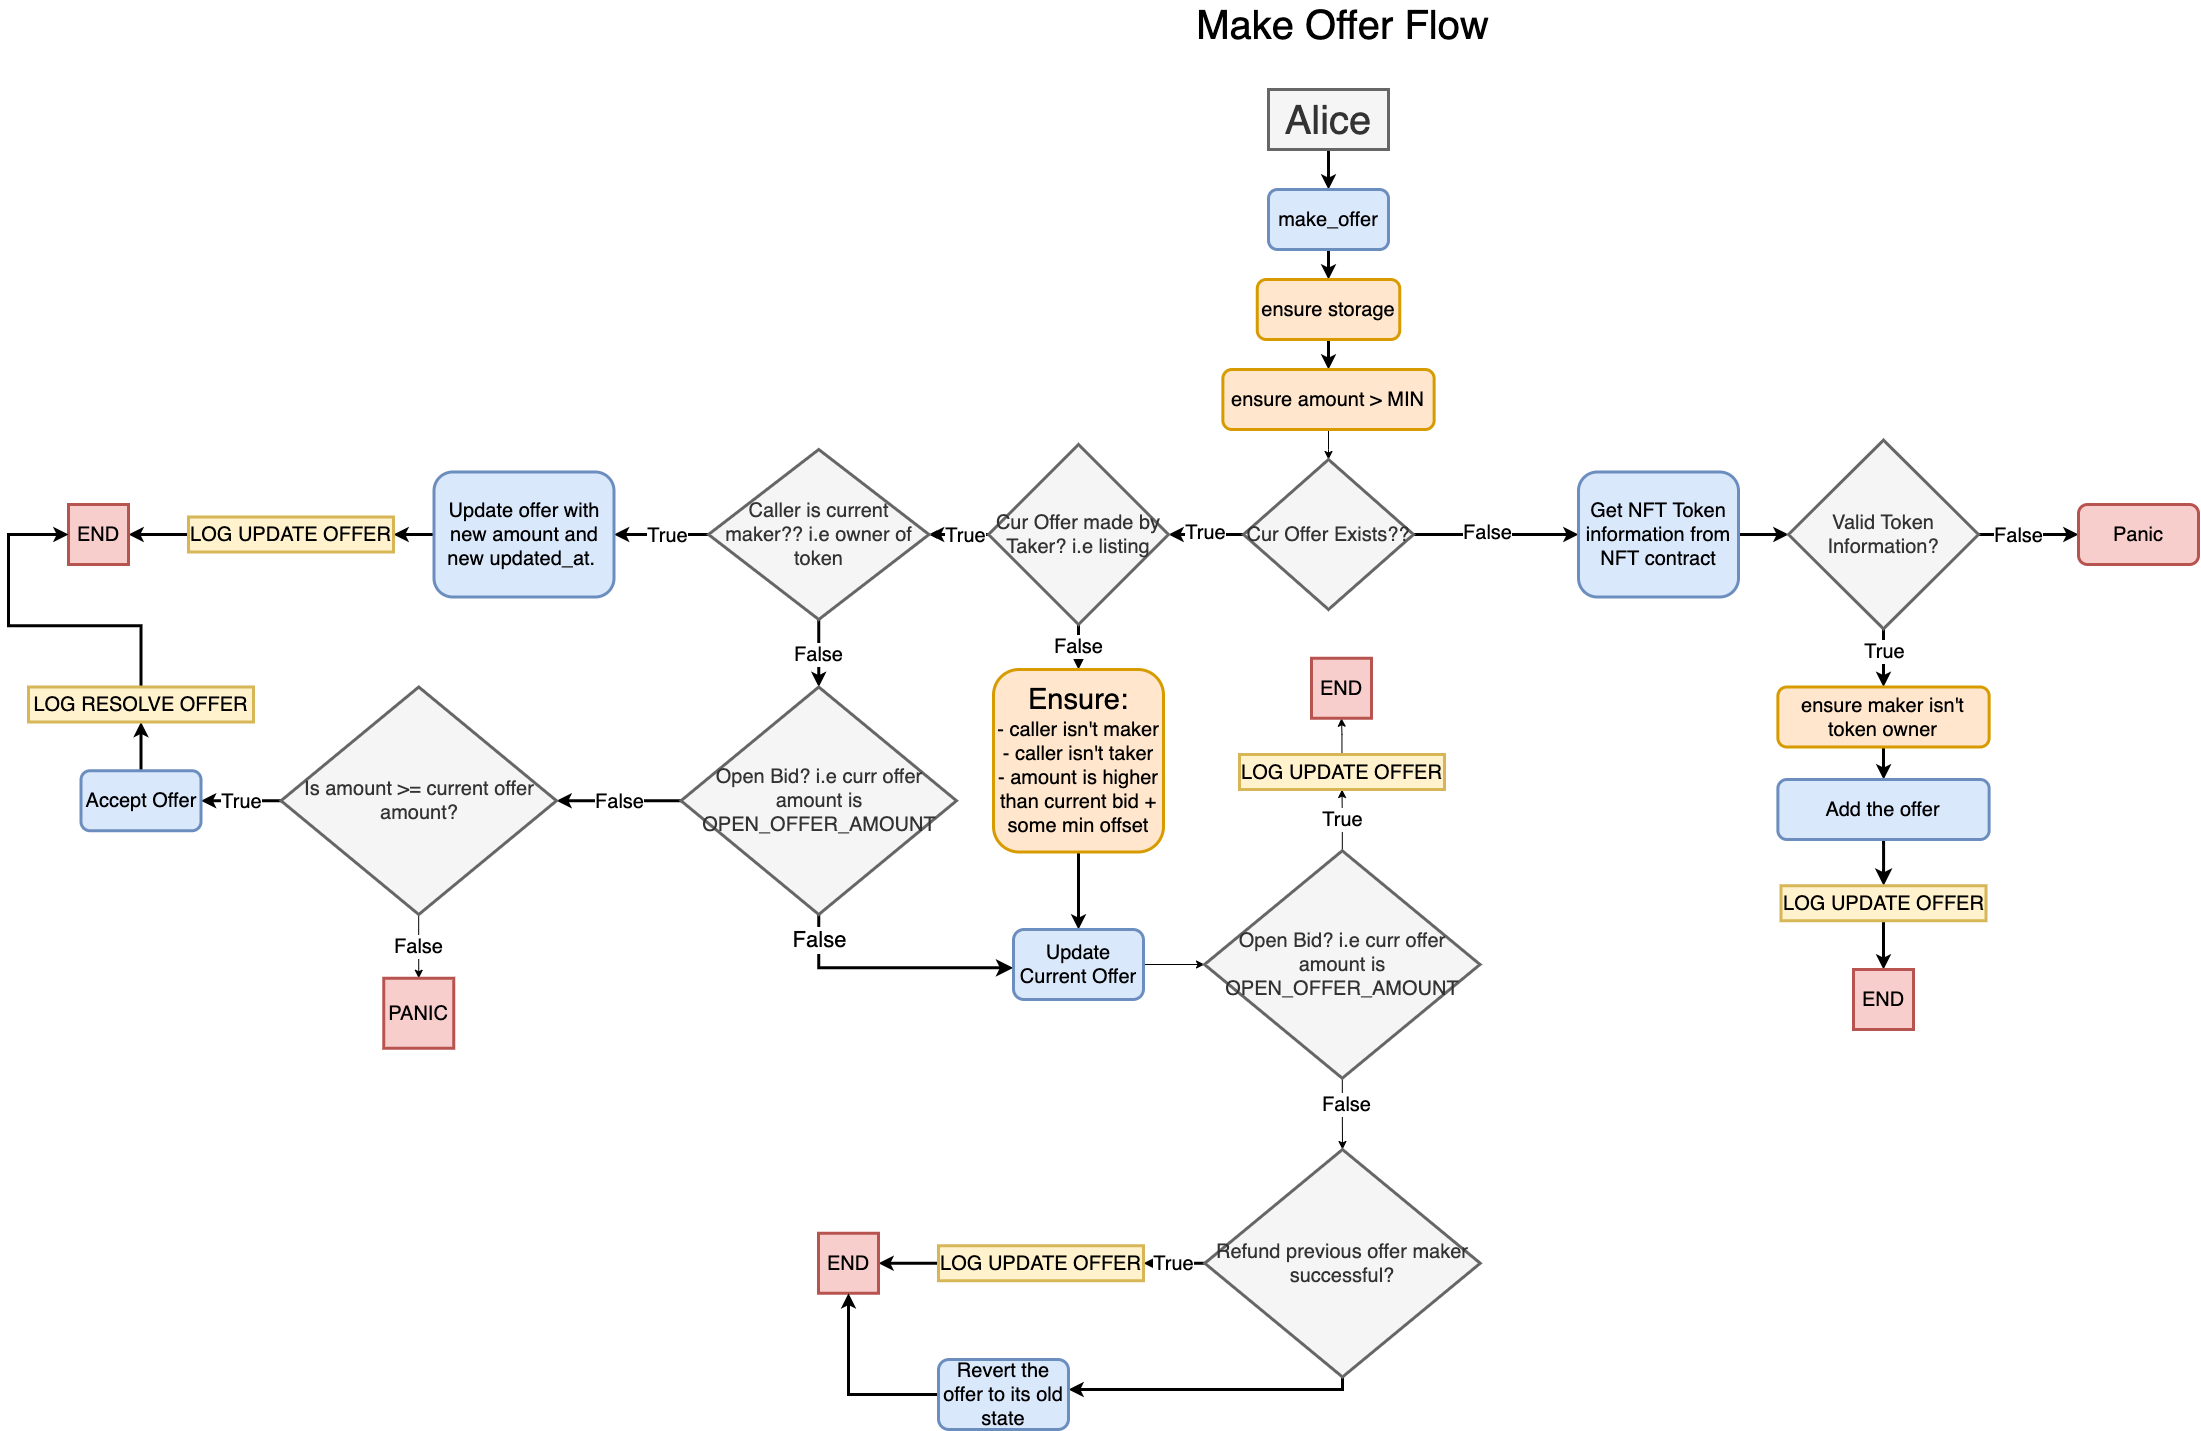 Make Offer Flow
Alice
make_offer
ensure storage
ensure amount > MIN
Cur Offer Exists??
True
False
Cur Offer made by
Taker? i.e listing
True
False
Caller is current
maker?? i.e owner of
token
True
False
Update offer with
new amount and
new updated_at.
LOG UPDATE OFFER
END
Get NFT Token
information from
NFT contract
Valid Token
Information?
False
Panic
True
ensure maker isn't
token owner
Add the offer
LOG UPDATE OFFER
END
Ensure:
- caller isn't maker
- caller isn't taker
- amount is higher
than current bid +
some min offset
END
LOG UPDATE OFFER
True
Open Bid? i.e curr offer
amount is
OPEN_OFFER_AMOUNT
False
LOG RESOLVE OFFER
Accept Offer
True
Is amount >= current offer
amount?
False
PANIC
False
Open Bid? i.e curr offer
amount is
OPEN_OFFER_AMOUNT
False
Update
Current Offer
Refund previous offer maker
successful?
True
LOG UPDATE OFFER
END
Revert the
offer to its old
state